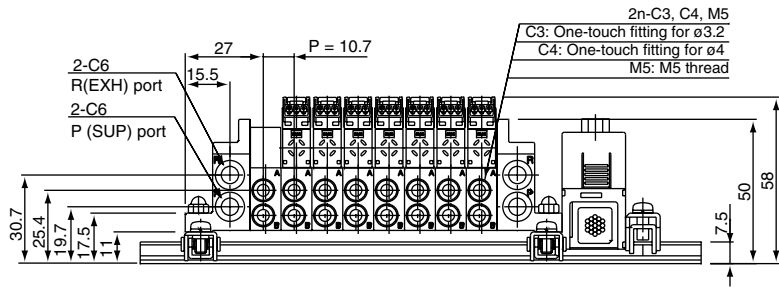 2n-C3, C4, M5
C3: One-touch fitting for ø3.2
C4: One-touch fitting for ø4
M5: M5 thread
27
P = 10.7
15.5
2-C6
R(EXH) port
2-C6
P (SUP) port
R
R
P
A
A
A
A
A
A
A
B
B
B
B
B
B
B
30.7
25.4
19.7
17.5
11
7.5
50
58